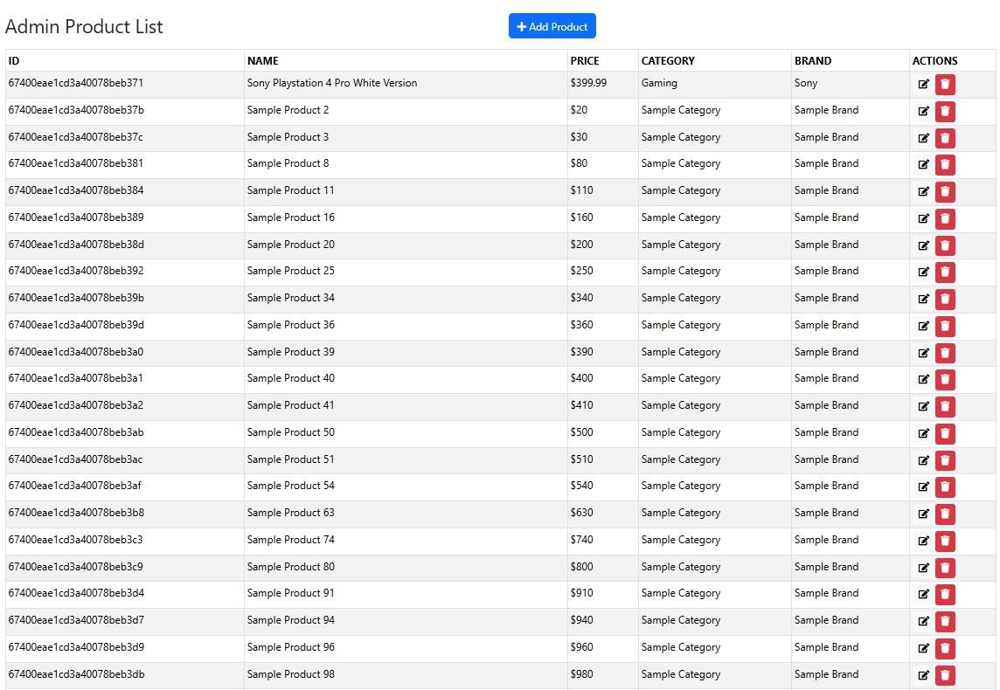 Admin Product List
Add Product
ID NAME PRICE CATEGORY BRAND ACTIONS
67400eae1cd3a40078beb371 Sony Playstation 4 Pro White Version $399.99 Gaming Sony
67400eae1cd3a40078beb37b Sample Product 2 $20 Sample Category Sample Brand
67400eae1cd3a40078beb37c Sample Product 3 $30 Sample Category Sample Brand
67400eae1cd3a40078beb381 Sample Product 8 $80 Sample Category Sample Brand
67400eae1cd3a40078beb384 Sample Product 11 $110 Sample Category Sample Brand
67400eae1cd3a40078beb389 Sample Product 16 $160 Sample Category Sample Brand
67400eae1cd3a40078beb38d Sample Product 20 $200 Sample Category Sample Brand
67400eae1cd3a40078beb392 Sample Product 25 $250 Sample Category Sample Brand
67400eae1cd3a40078beb39b Sample Product 34 $340 Sample Category Sample Brand
67400eae1cd3a40078beb39d Sample Product 36 $360 Sample Category Sample Brand
67400eae1cd3a40078beb3a0 Sample Product 39 $390 Sample Category Sample Brand
67400eae1cd3a40078beb3a1 Sample Product 40 $400 Sample Category Sample Brand
67400eae1cd3a40078beb3a2 Sample Product 41 $410 Sample Category Sample Brand
67400eae1cd3a40078beb3ab Sample Product 50 $500 Sample Category Sample Brand
67400eae1cd3a40078beb3ac Sample Product 51 $510 Sample Category Sample Brand
67400eae1cd3a40078beb3af Sample Product 54 $540 Sample Category Sample Brand
67400eae1cd3a40078beb3b8 Sample Product 63 $630 Sample Category Sample Brand
67400eae1cd3a40078beb3c3 Sample Product 74 $740 Sample Category Sample Brand
67400eae1cd3a40078beb3c9 Sample Product 80 $800 Sample Category Sample Brand
67400eae1cd3a40078beb3d4 Sample Product 91 $910 Sample Category Sample Brand
67400eae1cd3a40078beb3d7 Sample Product 94 $940 Sample Category Sample Brand
67400eae1cd3a40078beb3d9 Sample Product 96 $960 Sample Category Sample Brand
67400eae1cd3a40078beb3db Sample Product 98 $980 Sample Category Sample Brand